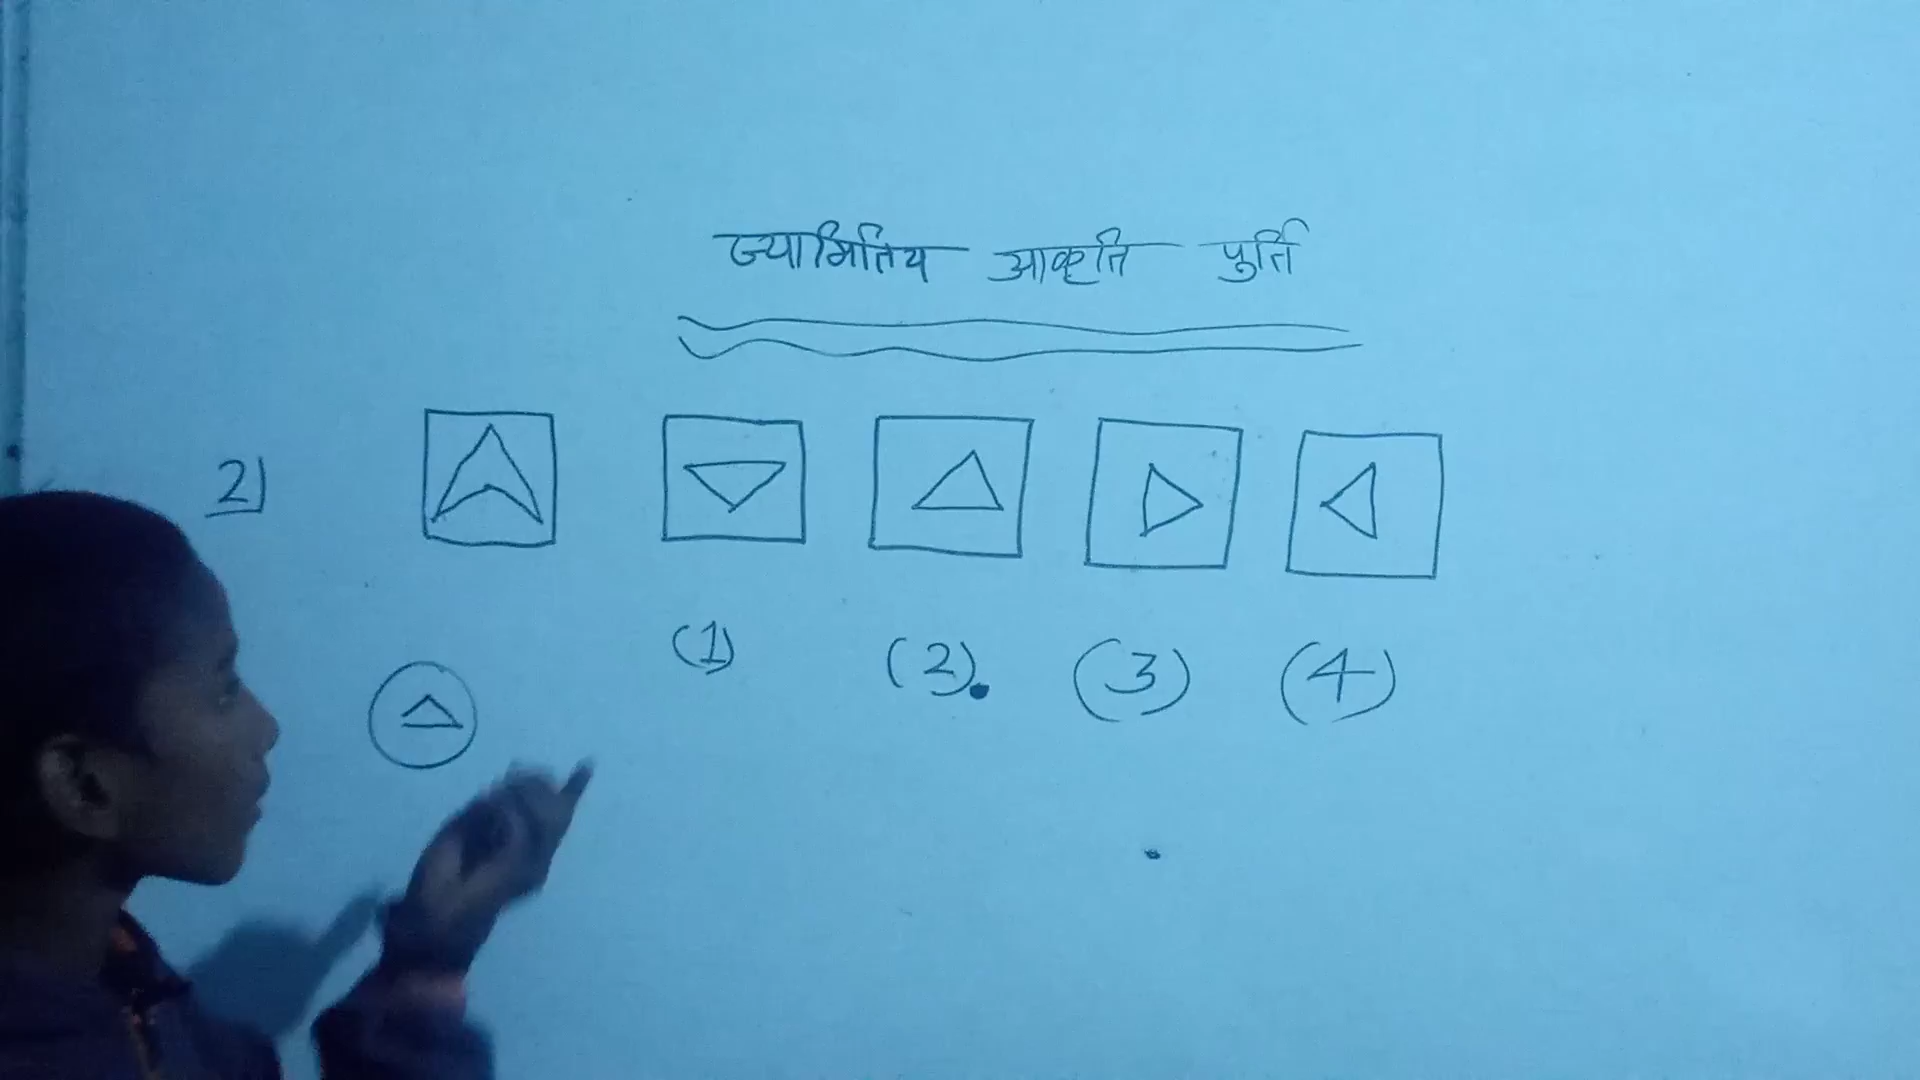 ज्यामितिय आकृति पुर्ति
2)
(1) (2). (3) (4)